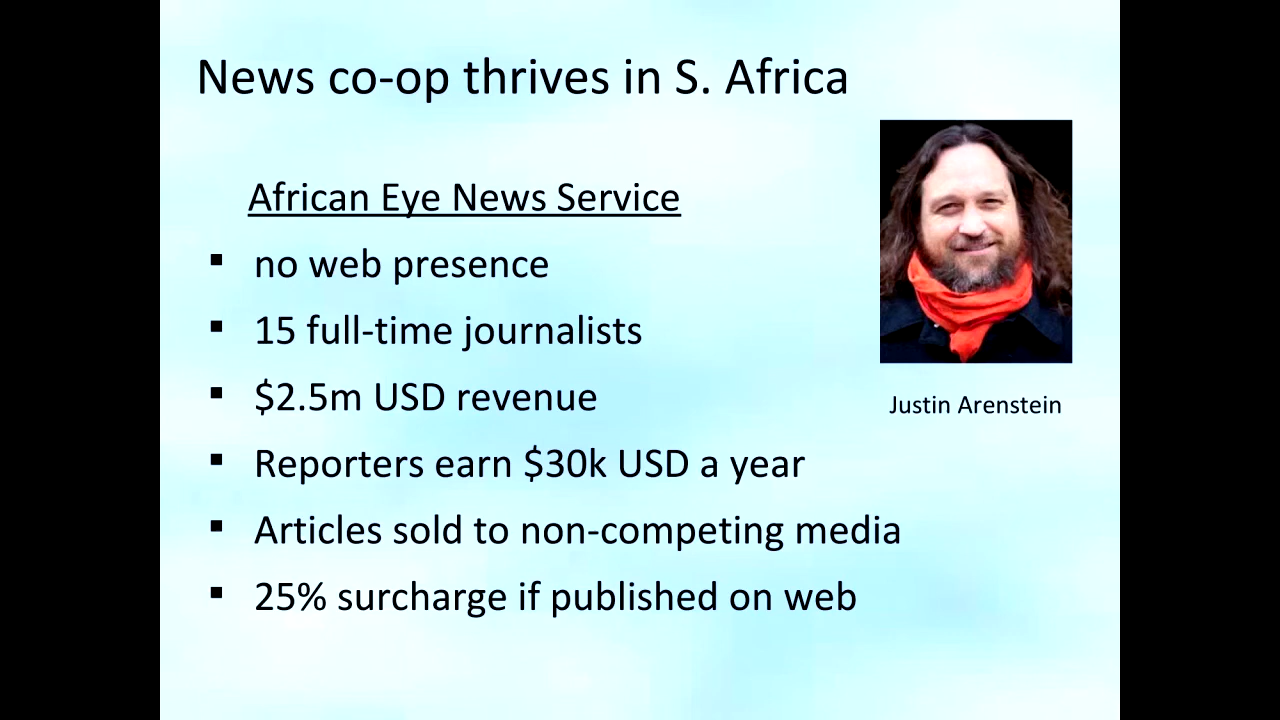 News co-op thrives in S. Africa
African Eye News Service
▪ no web presence
▪ 15 full-time journalists
▪ $2.5m USD revenue
Justin Arenstein
▪ Reporters earn $30k USD a year
▪ Articles sold to non-competing media
▪ 25% surcharge if published on web